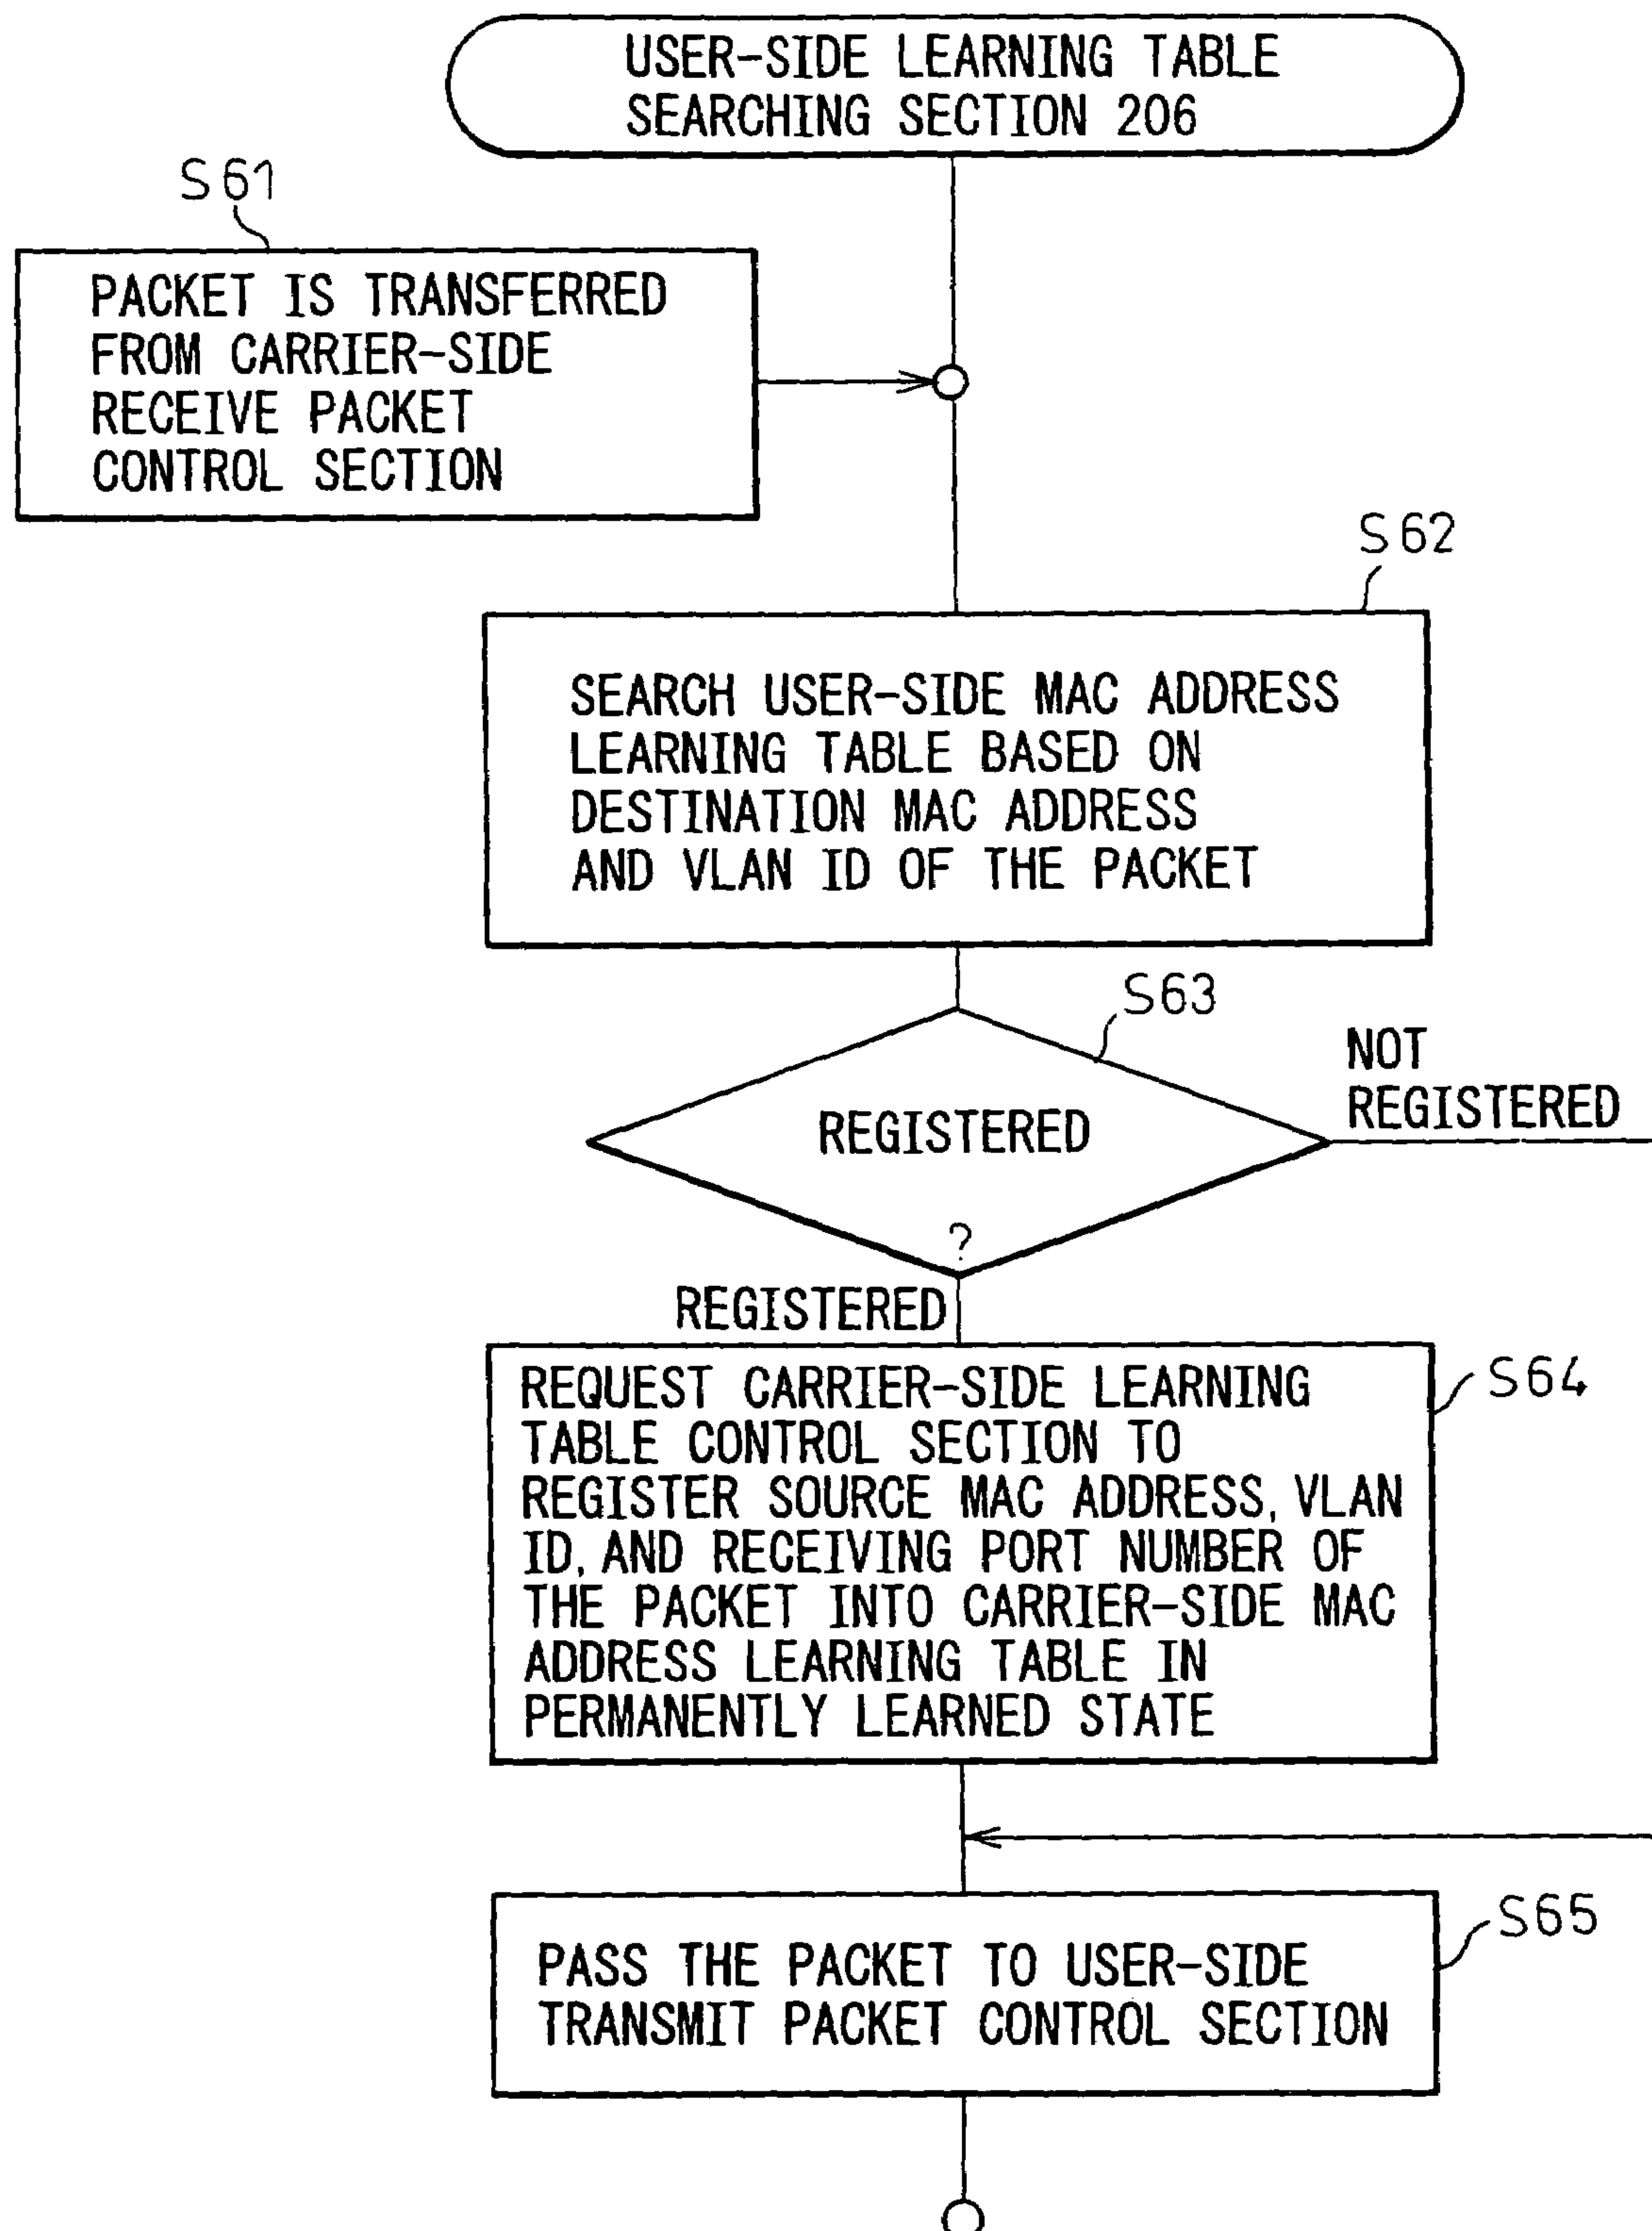 USER-SIDE LEARNING TABLE
SEARCHING SECTION 206
S61
PACKET IS TRANSFERRED
FROM CARRIER-SIDE
RECEIVE PACKET
CONTROL SECTION
S62
SEARCH USER-SIDE MAC ADDRESS
LEARNING TABLE BASED ON
DESTINATION MAC ADDRESS
AND VLAN ID OF THE PACKET
S63
NOT
REGISTERED
REGISTERED
?
REGISTERED
S64
REQUEST CARRIER-SIDE LEARNING
TABLE CONTROL SECTION TO
REGISTER SOURCE MAC ADDRESS, VLAN
ID, AND RECEIVING PORT NUMBER OF
THE PACKET INTO CARRIER-SIDE MAC
ADDRESS LEARNING TABLE IN
PERMANENTLY LEARNED STATE
S65
PASS THE PACKET TO USER-SIDE
TRANSMIT PACKET CONTROL SECTION